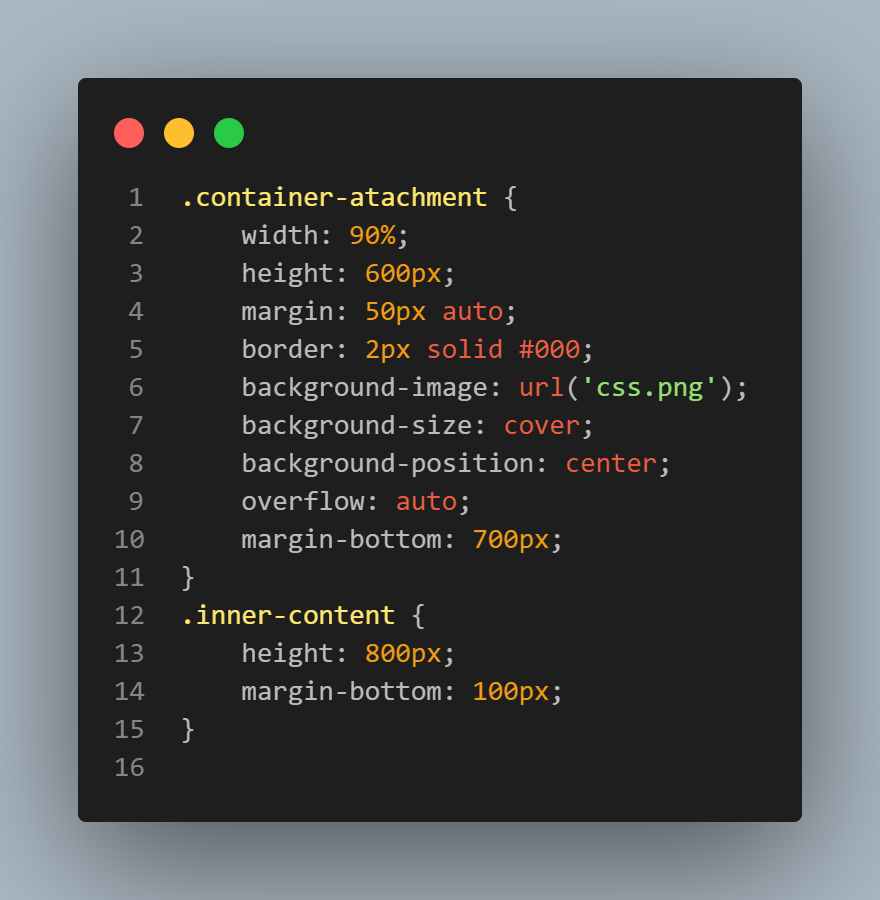 1 .container-atachment {
2     width: 90%;
3     height: 600px;
4     margin: 50px auto;
5     border: 2px solid #000;
6     background-image: url('css.png');
7     background-size: cover;
8     background-position: center;
9     overflow: auto;
10     margin-bottom: 700px;
11 }
12 .inner-content {
13     height: 800px;
14     margin-bottom: 100px;
15 }
16